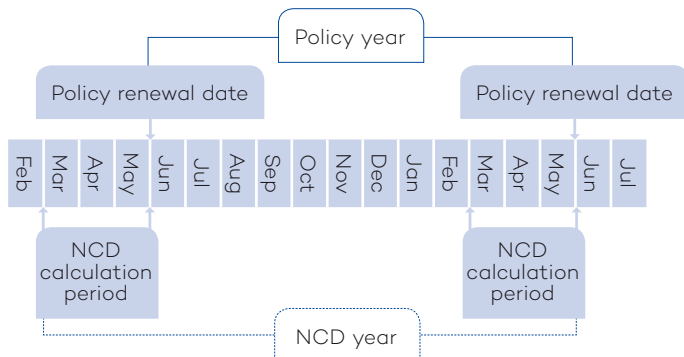 Policy year
Policy renewal date
Policy renewal date
Feb
Mar
Apr
May
Jun
Jul
Aug
Sep
Oct
Nov
Dec
Jan
Feb
Mar
Apr
May
Jun
Jul
NCD
calculation
period
NCD
calculation
period
NCD year